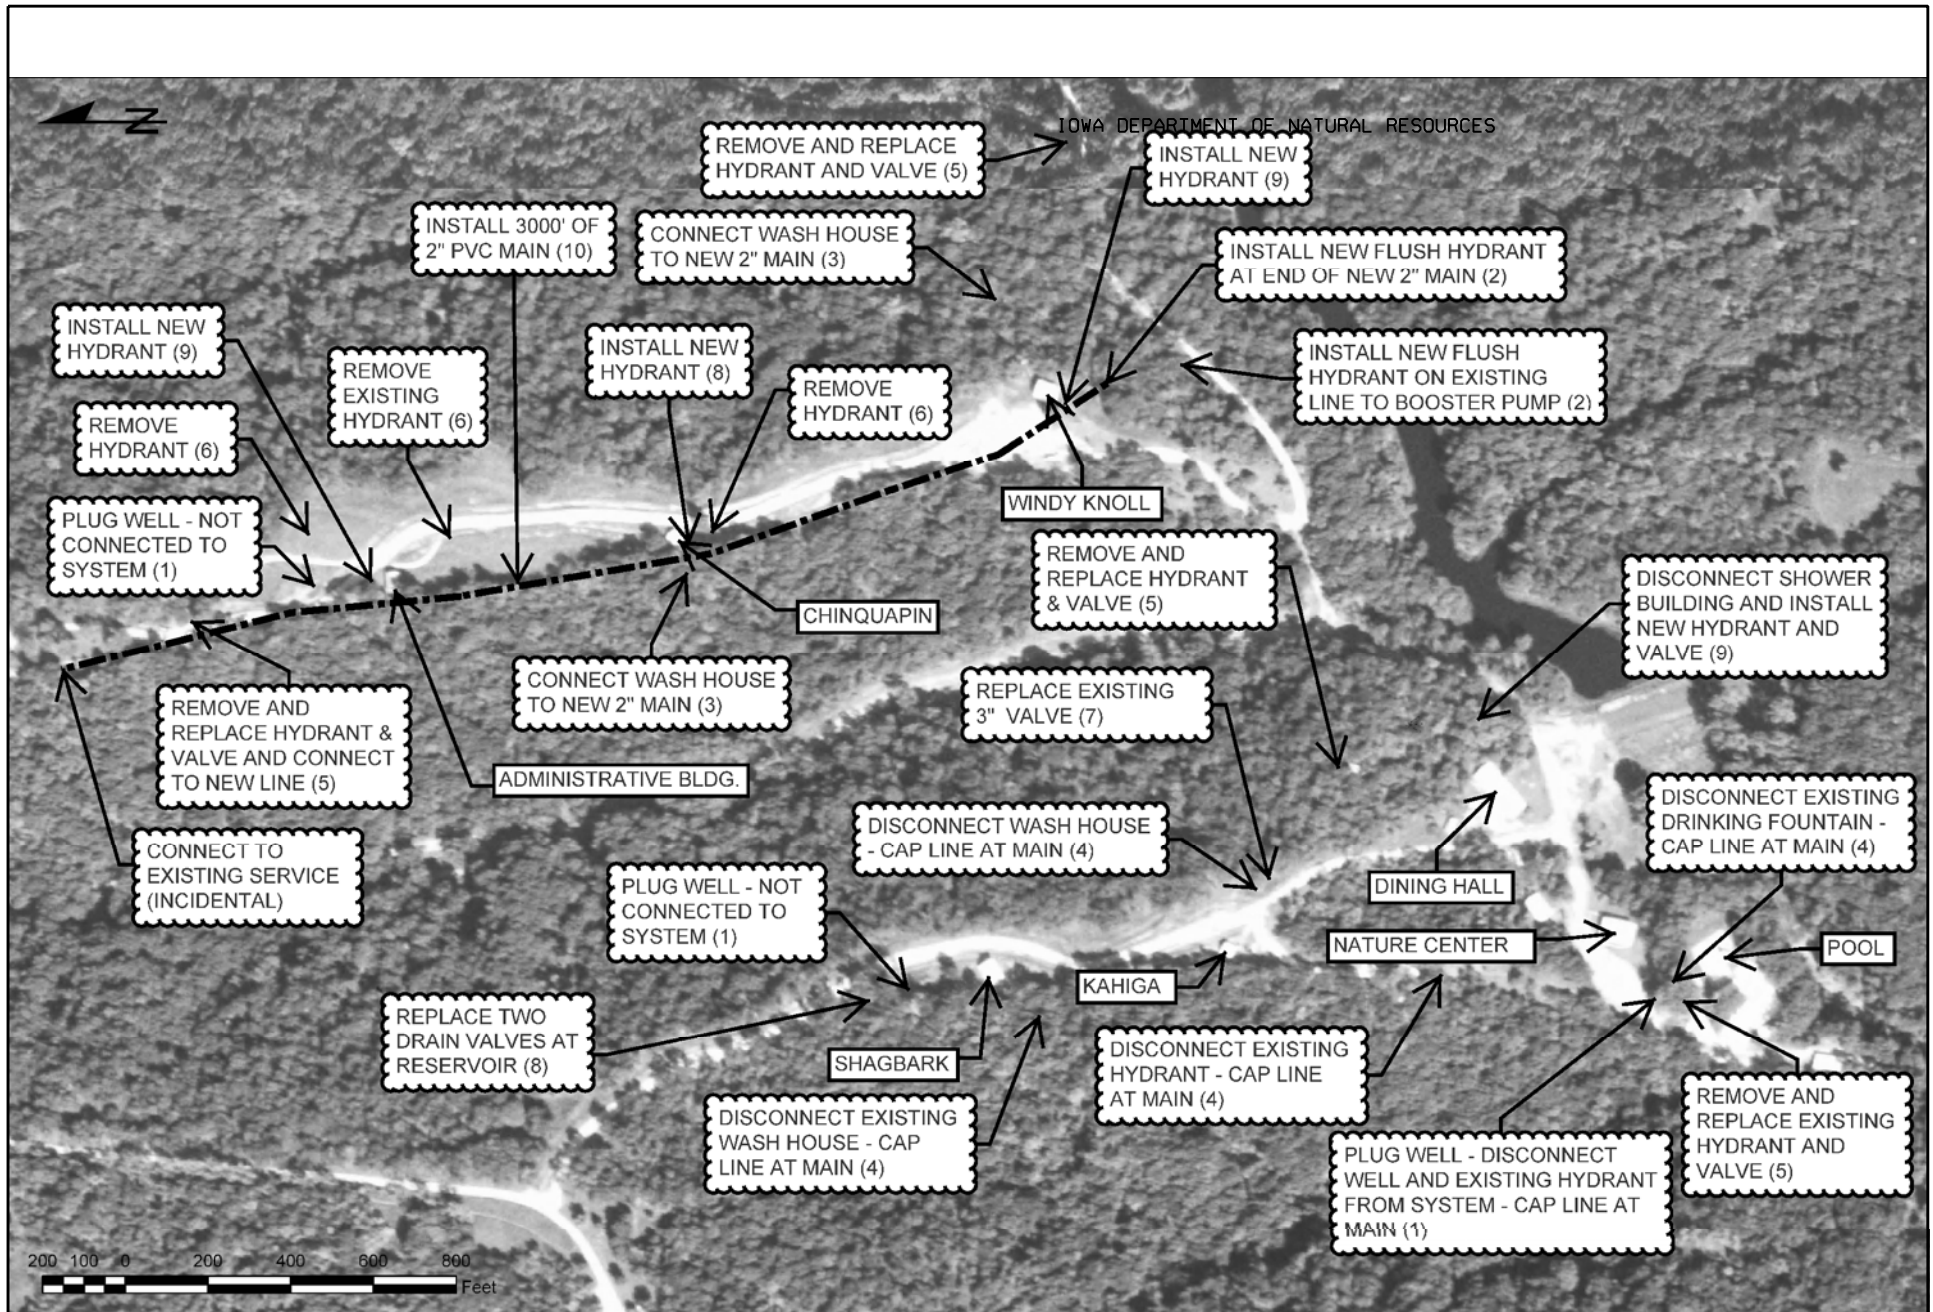 N
IOWA DEPARTMENT OF NATURAL RESOURCES
REMOVE AND REPLACE
HYDRANT AND VALVE (5)
INSTALL NEW
HYDRANT (9)
INSTALL 3000' OF
2" PVC MAIN (10)
CONNECT WASH HOUSE
TO NEW 2" MAIN (3)
INSTALL NEW FLUSH HYDRANT
AT END OF NEW 2" MAIN (2)
INSTALL NEW
HYDRANT (9)
REMOVE
EXISTING
HYDRANT (6)
INSTALL NEW
HYDRANT (8)
REMOVE
HYDRANT (6)
INSTALL NEW FLUSH
HYDRANT ON EXISTING
LINE TO BOOSTER PUMP (2)
REMOVE
HYDRANT (6)
PLUG WELL - NOT
CONNECTED TO
SYSTEM (1)
WINDY KNOLL
REMOVE AND
REPLACE HYDRANT
& VALVE (5)
DISCONNECT SHOWER
BUILDING AND INSTALL
NEW HYDRANT AND
VALVE (9)
CHINQUAPIN
CONNECT WASH HOUSE
TO NEW 2" MAIN (3)
REPLACE EXISTING
3" VALVE (7)
REMOVE AND
REPLACE HYDRANT &
VALVE AND CONNECT
TO NEW LINE (5)
ADMINISTRATIVE BLDG.
DISCONNECT EXISTING
DRINKING FOUNTAIN -
CAP LINE AT MAIN (4)
DISCONNECT WASH HOUSE
- CAP LINE AT MAIN (4)
CONNECT TO
EXISTING SERVICE
(INCIDENTAL)
PLUG WELL - NOT
CONNECTED TO
SYSTEM (1)
DINING HALL
NATURE CENTER
POOL
KAHIGA
REPLACE TWO
DRAIN VALVES AT
RESERVOIR (8)
SHAGBARK
DISCONNECT EXISTING
HYDRANT - CAP LINE
AT MAIN (4)
REMOVE AND
REPLACE EXISTING
HYDRANT AND
VALVE (5)
DISCONNECT EXISTING
WASH HOUSE - CAP
LINE AT MAIN (4)
PLUG WELL - DISCONNECT
WELL AND EXISTING HYDRANT
FROM SYSTEM - CAP LINE AT
MAIN (1)
200 100 0 200 400 600 800
Feet